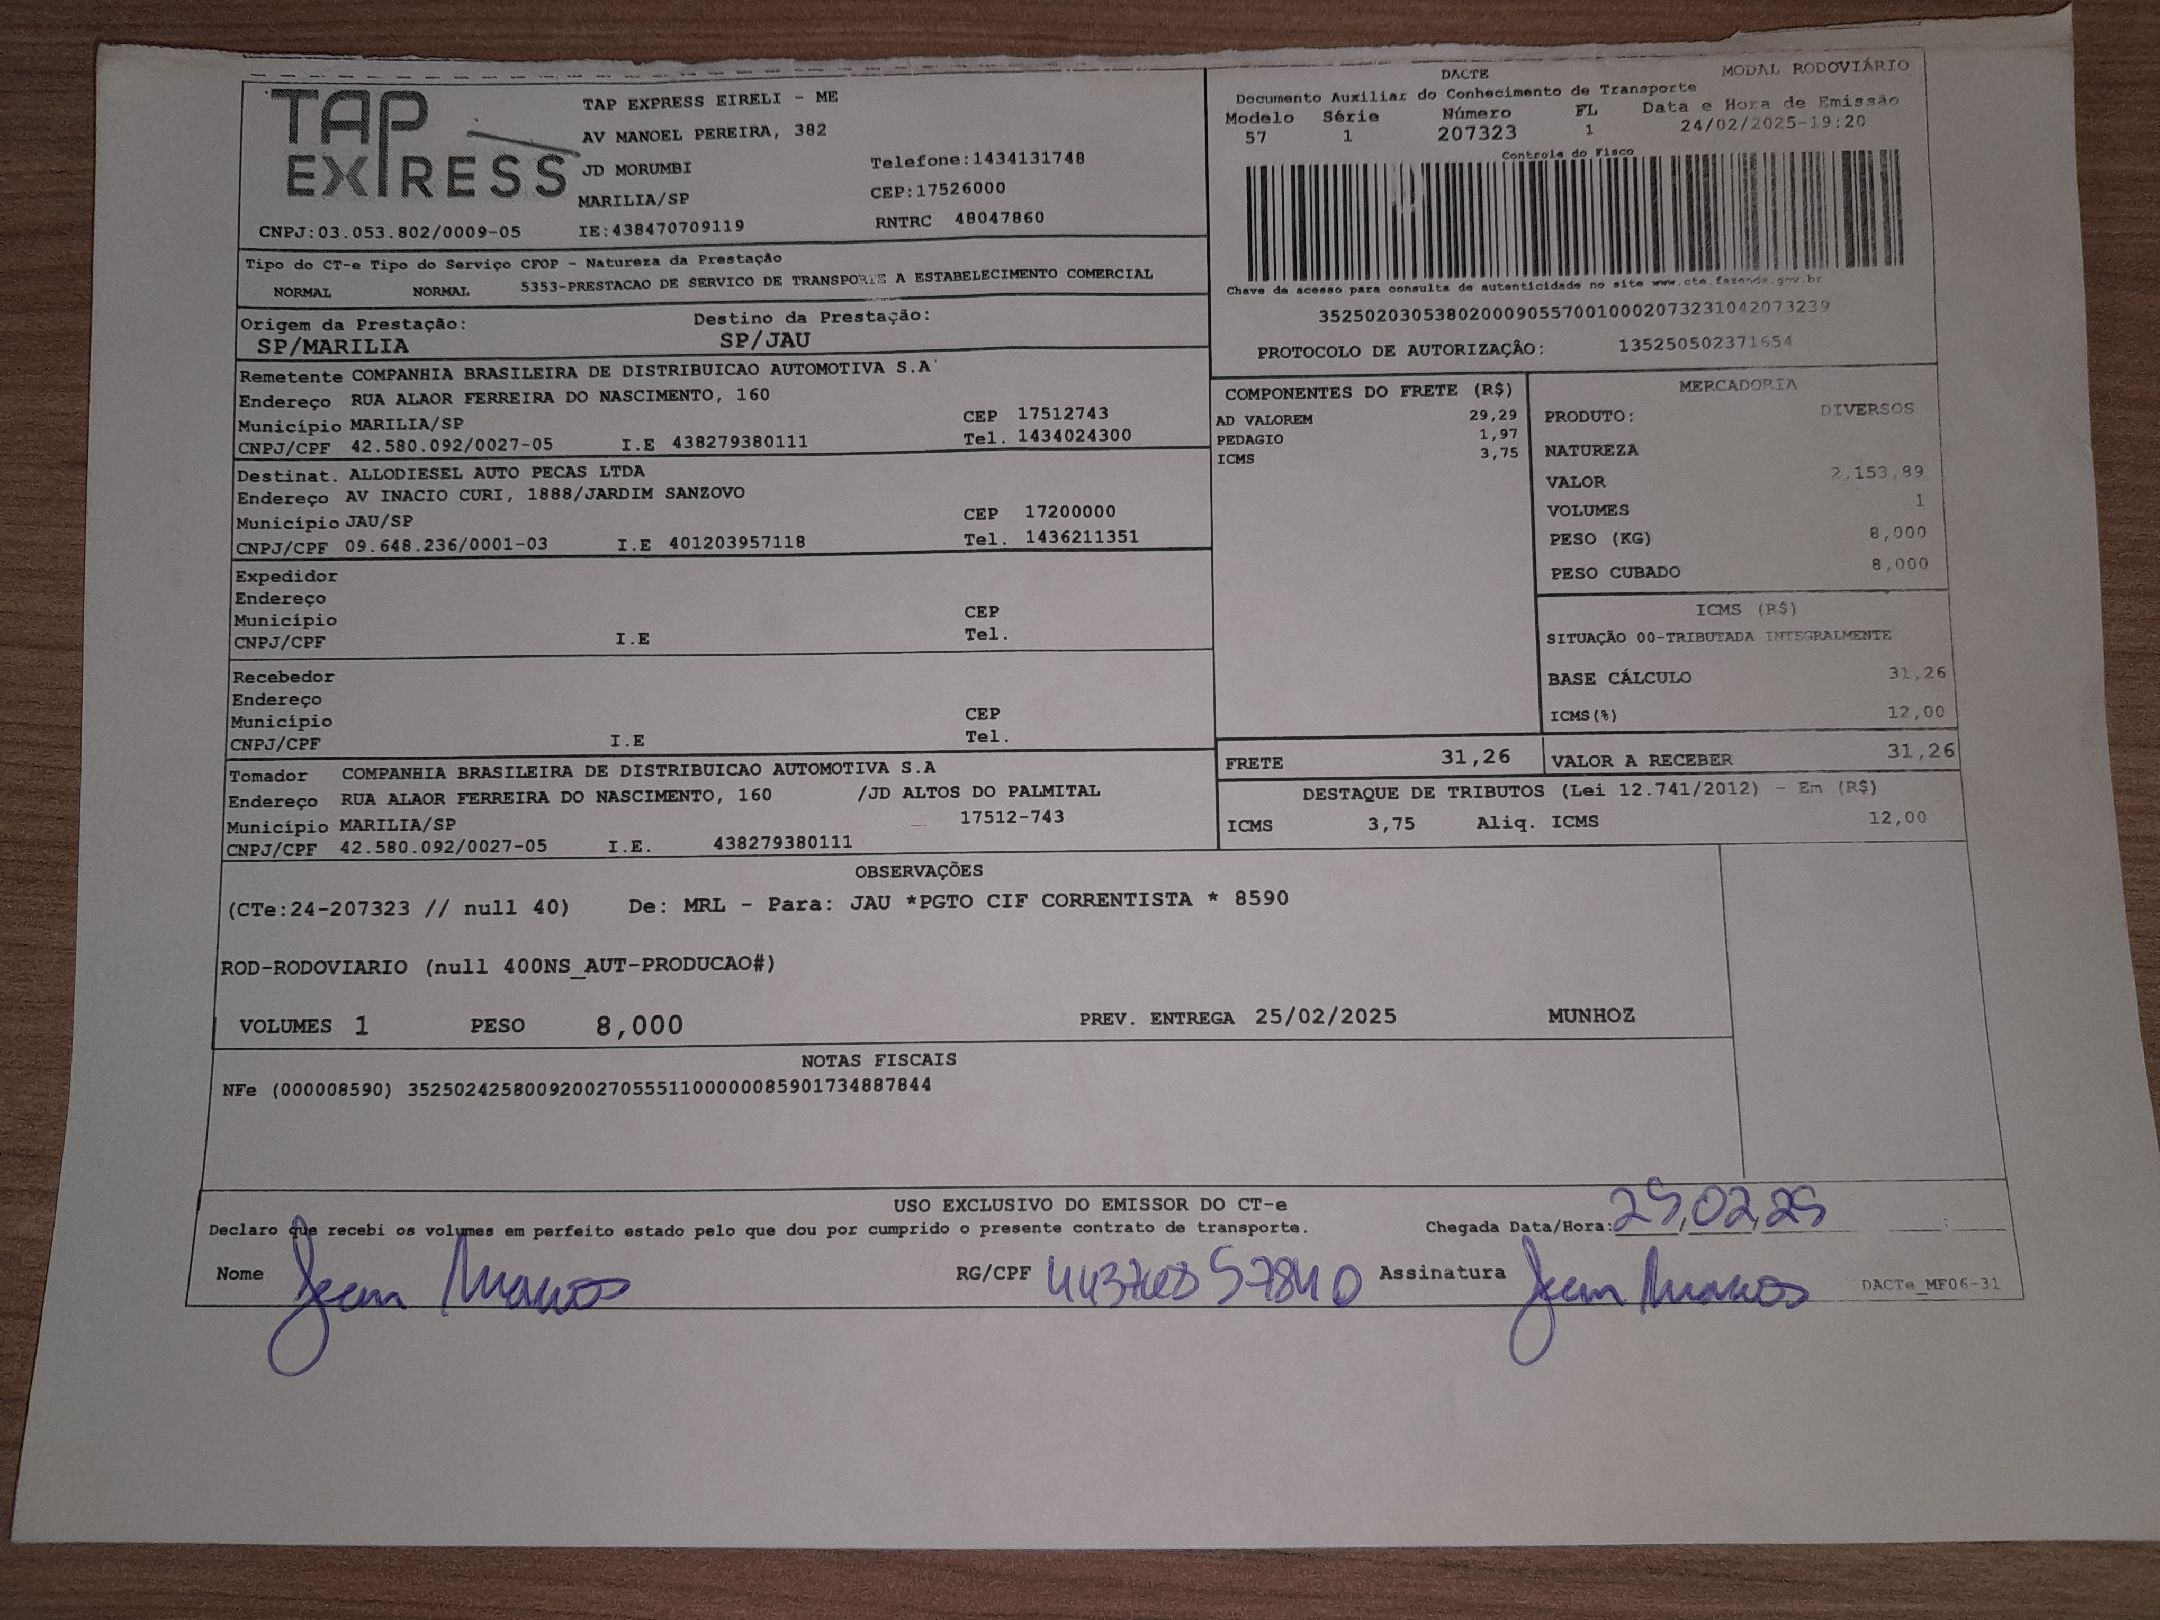 TAP EXPRESS
TAP EXPRESS EIRELI - ME
AV MANOEL PEREIRA, 382
JD MORUMBI Telefone:1434131748
MARILIA/SP CEP:17526000
CNPJ:03.053.802/0009-05 IE:438470709119 RNTRC 48047860
DACTE MODAL RODOVIÁRIO
Documento Auxiliar do Conhecimento de Transporte
Modelo Série Número FL Data e Hora de Emissão
57 1 207323 1 24/02/2025-19:20
Controle do Fisco
Chave de acesso para consulta de autenticidade no site www.cte.fazenda.gov.br
35250203053802000905570010002073231042073239
PROTOCOLO DE AUTORIZAÇÃO: 135250502371654
Tipo do CT-e Tipo do Serviço CFOP - Natureza da Prestação
NORMAL NORMAL 5353-PRESTACAO DE SERVICO DE TRANSPORTE A ESTABELECIMENTO COMERCIAL
Origem da Prestação: Destino da Prestação:
SP/MARILIA SP/JAU
Remetente COMPANHIA BRASILEIRA DE DISTRIBUICAO AUTOMOTIVA S.A
Endereço RUA ALAOR FERREIRA DO NASCIMENTO, 160
Município MARILIA/SP CEP 17512743
CNPJ/CPF 42.580.092/0027-05 I.E 438279380111 Tel. 1434024300
Destinat. ALLODIESEL AUTO PECAS LTDA
Endereço AV INACIO CURI, 1888/JARDIM SANZOVO
Município JAU/SP CEP 17200000
CNPJ/CPF 09.648.236/0001-03 I.E 401203957118 Tel. 1436211351
Expedidor
Endereço
Município CEP
CNPJ/CPF I.E Tel.
Recebedor
Endereço
Município CEP
CNPJ/CPF I.E Tel.
Tomador COMPANHIA BRASILEIRA DE DISTRIBUICAO AUTOMOTIVA S.A
Endereço RUA ALAOR FERREIRA DO NASCIMENTO, 160 /JD ALTOS DO PALMITAL
Município MARILIA/SP 17512-743
CNPJ/CPF 42.580.092/0027-05 I.E. 438279380111
COMPONENTES DO FRETE (R$)
AD VALOREM 29,29
PEDAGIO 1,97
ICMS 3,75
MERCADORIA
PRODUTO: DIVERSOS
NATUREZA
VALOR 2.153,89
VOLUMES 1
PESO (KG) 8,000
PESO CUBADO 8,000
ICMS (R$)
SITUAÇÃO 00-TRIBUTADA INTEGRALMENTE
BASE CÁLCULO 31,26
ICMS(%) 12,00
FRETE 31,26 VALOR A RECEBER 31,26
DESTAQUE DE TRIBUTOS (Lei 12.741/2012) - Em (R$)
ICMS 3,75 Aliq. ICMS 12,00
OBSERVAÇÕES
(CTe:24-207323 // null 40) De: MRL - Para: JAU *PGTO CIF CORRENTISTA * 8590
ROD-RODOVIARIO (null 400NS_AUT-PRODUCAO#)
VOLUMES 1 PESO 8,000 PREV. ENTREGA 25/02/2025 MUNHOZ
NOTAS FISCAIS
NFe (000008590) 35250242580092002705551100000085901734887844
USO EXCLUSIVO DO EMISSOR DO CT-e
Declaro que recebi os volumes em perfeito estado pelo que dou por cumprido o presente contrato de transporte. Chegada Data/Hora: 25,02,25
Nome Jean Marcos RG/CPF Assinatura Jean Marcos DACTe_MF06-31